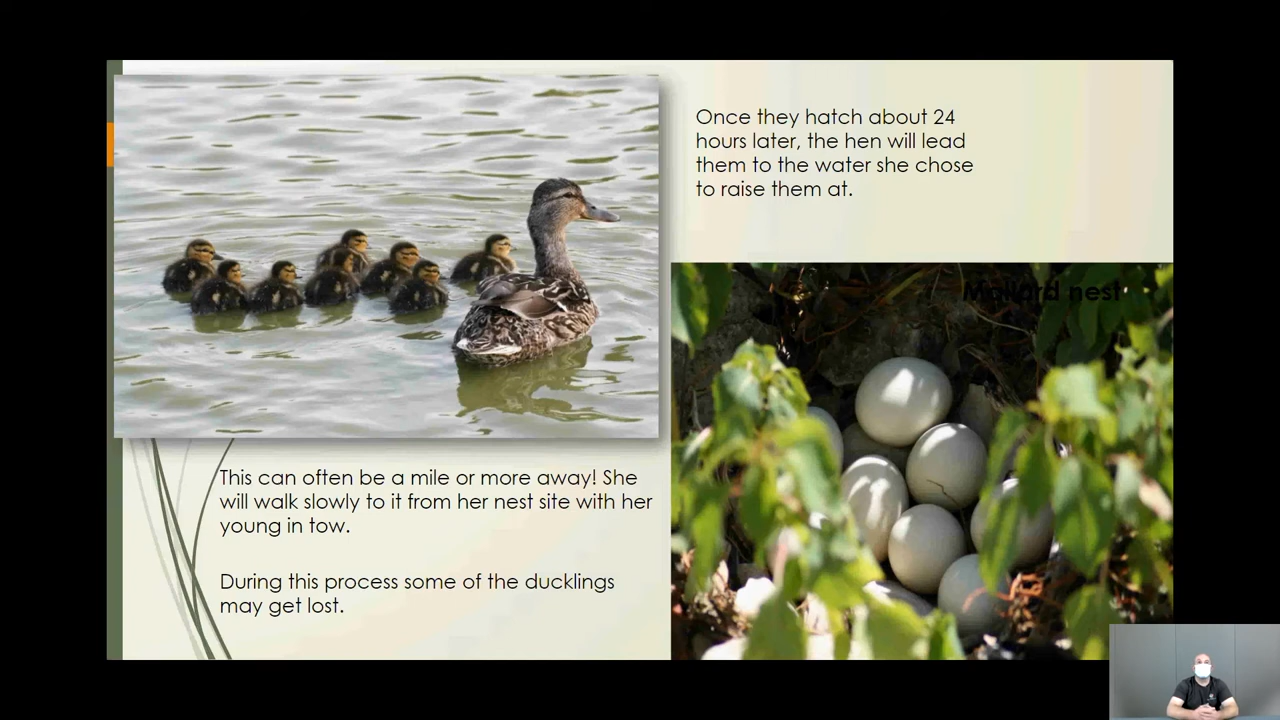 Once they hatch about 24
hours later, the hen will lead
them to the water she chose
to raise them at.
Mallard nest
This can often be a mile or more away! She
will walk slowly to it from her nest site with her
young in tow.
During this process some of the ducklings
may get lost.